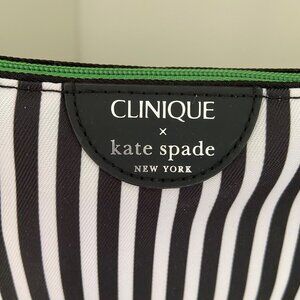 CLINIQUE
×
kate spade
NEW YORK